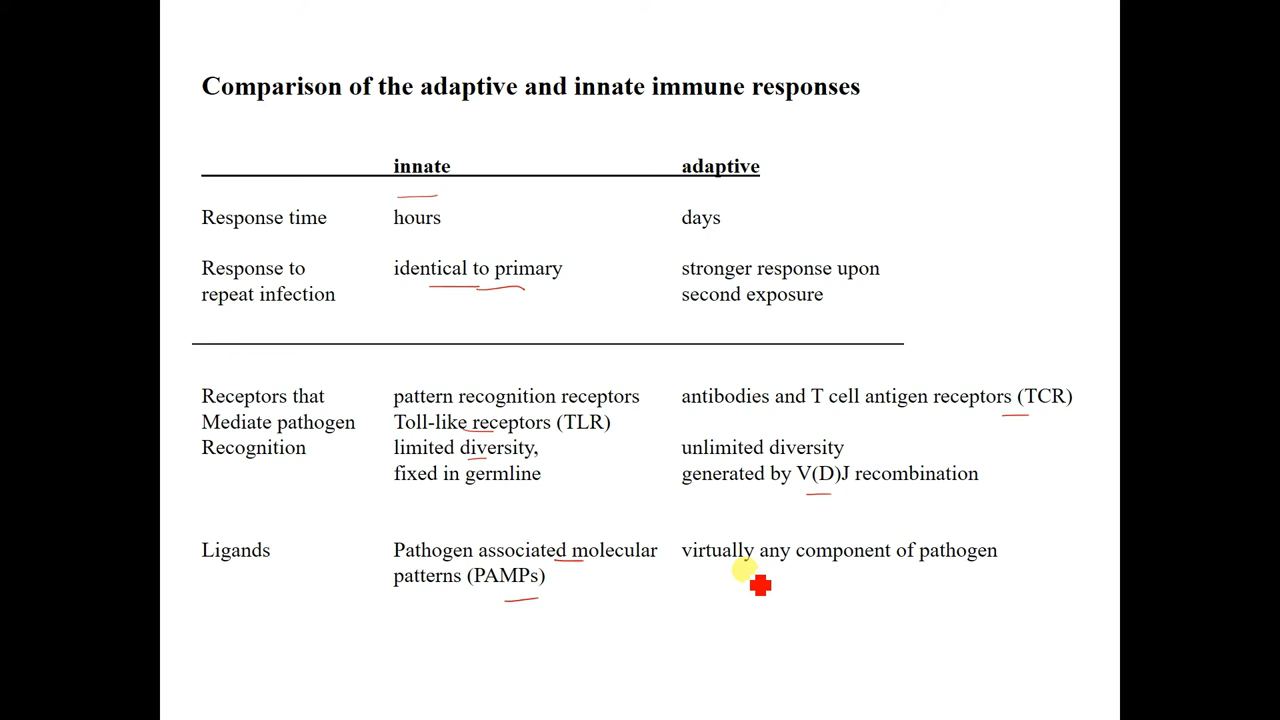 Comparison of the adaptive and innate immune responses
innate adaptive
Response time hours days
Response to identical to primary stronger response upon
repeat infection second exposure
Receptors that pattern recognition receptors antibodies and T cell antigen receptors (TCR)
Mediate pathogen Toll-like receptors (TLR)
Recognition limited diversity, unlimited diversity
fixed in germline generated by V(D)J recombination
Ligands Pathogen associated molecular virtually any component of pathogen
patterns (PAMPs)